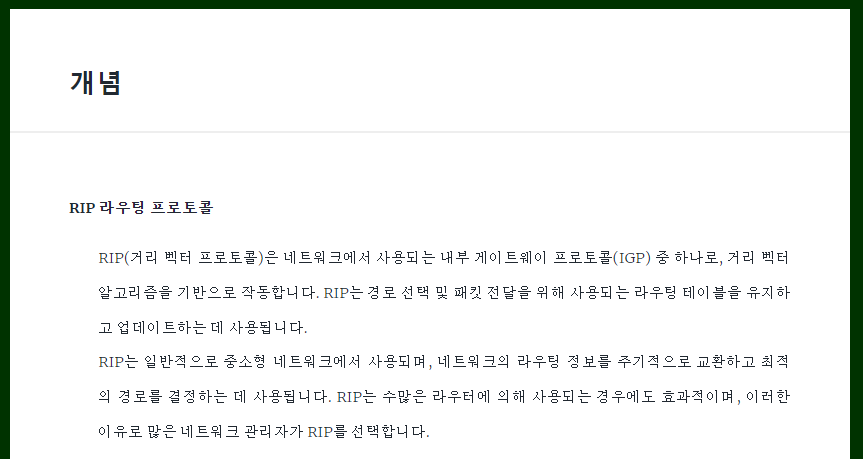 개념
RIP 라우팅 프로토콜
RIP(거리 벡터 프로토콜)은 네트워크에서 사용되는 내부 게이트웨이 프로토콜(IGP) 중 하나로, 거리 벡터
알고리즘을 기반으로 작동합니다. RIP는 경로 선택 및 패킷 전달을 위해 사용되는 라우팅 테이블을 유지하
고 업데이트하는 데 사용됩니다.
RIP는 일반적으로 중소형 네트워크에서 사용되며, 네트워크의 라우팅 정보를 주기적으로 교환하고 최적
의 경로를 결정하는 데 사용됩니다. RIP는 수많은 라우터에 의해 사용되는 경우에도 효과적이며, 이러한
이유로 많은 네트워크 관리자가 RIP를 선택합니다.